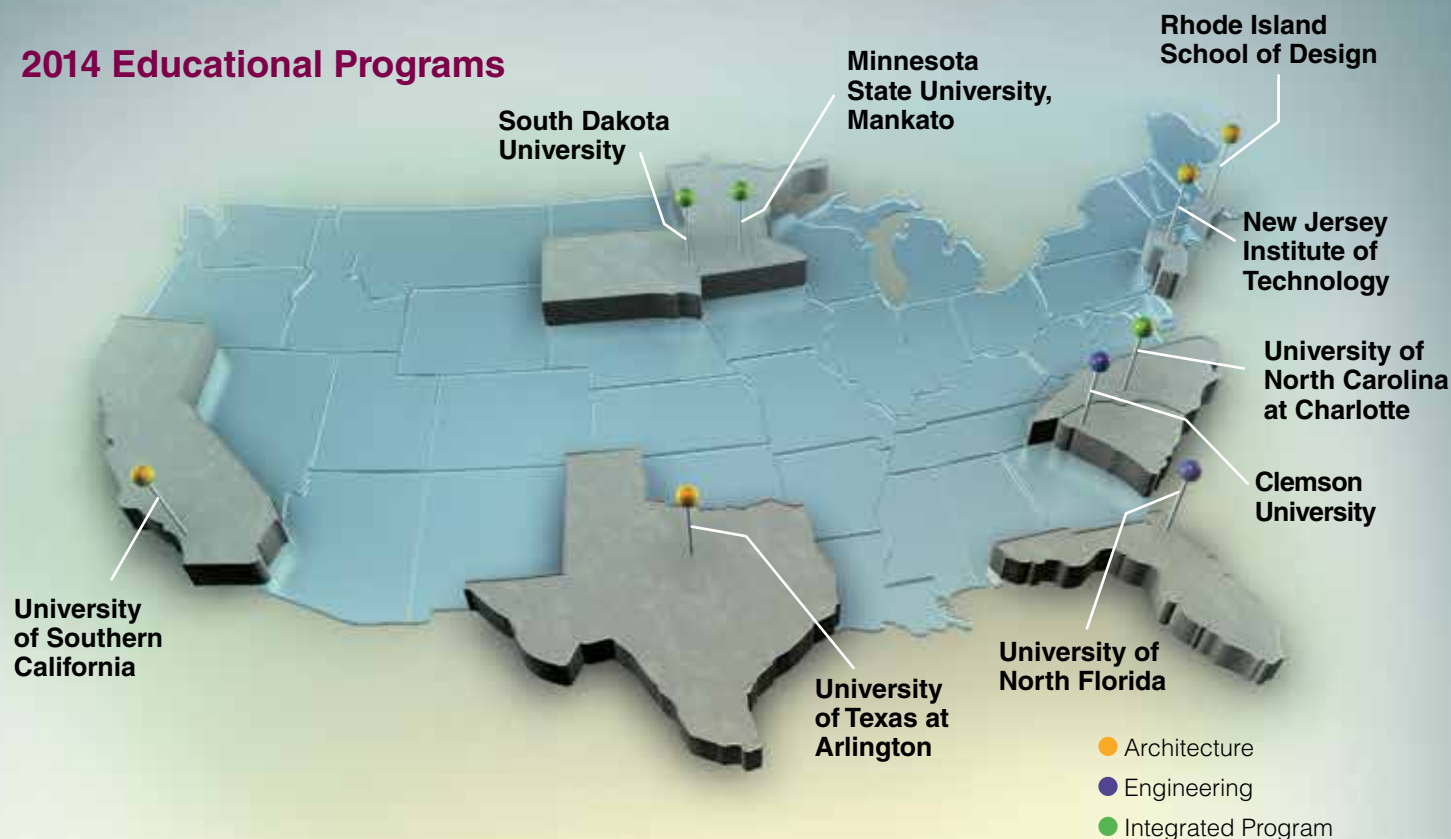 2014 Educational Programs
Rhode Island
School of Design
Minnesota
State University,
Mankato
South Dakota
University
New Jersey
Institute of
Technology
University of
North Carolina
at Charlotte
Clemson
University
University
of Southern
California
University of
North Florida
University
of Texas at
Arlington
Architecture
Engineering
Integrated Program